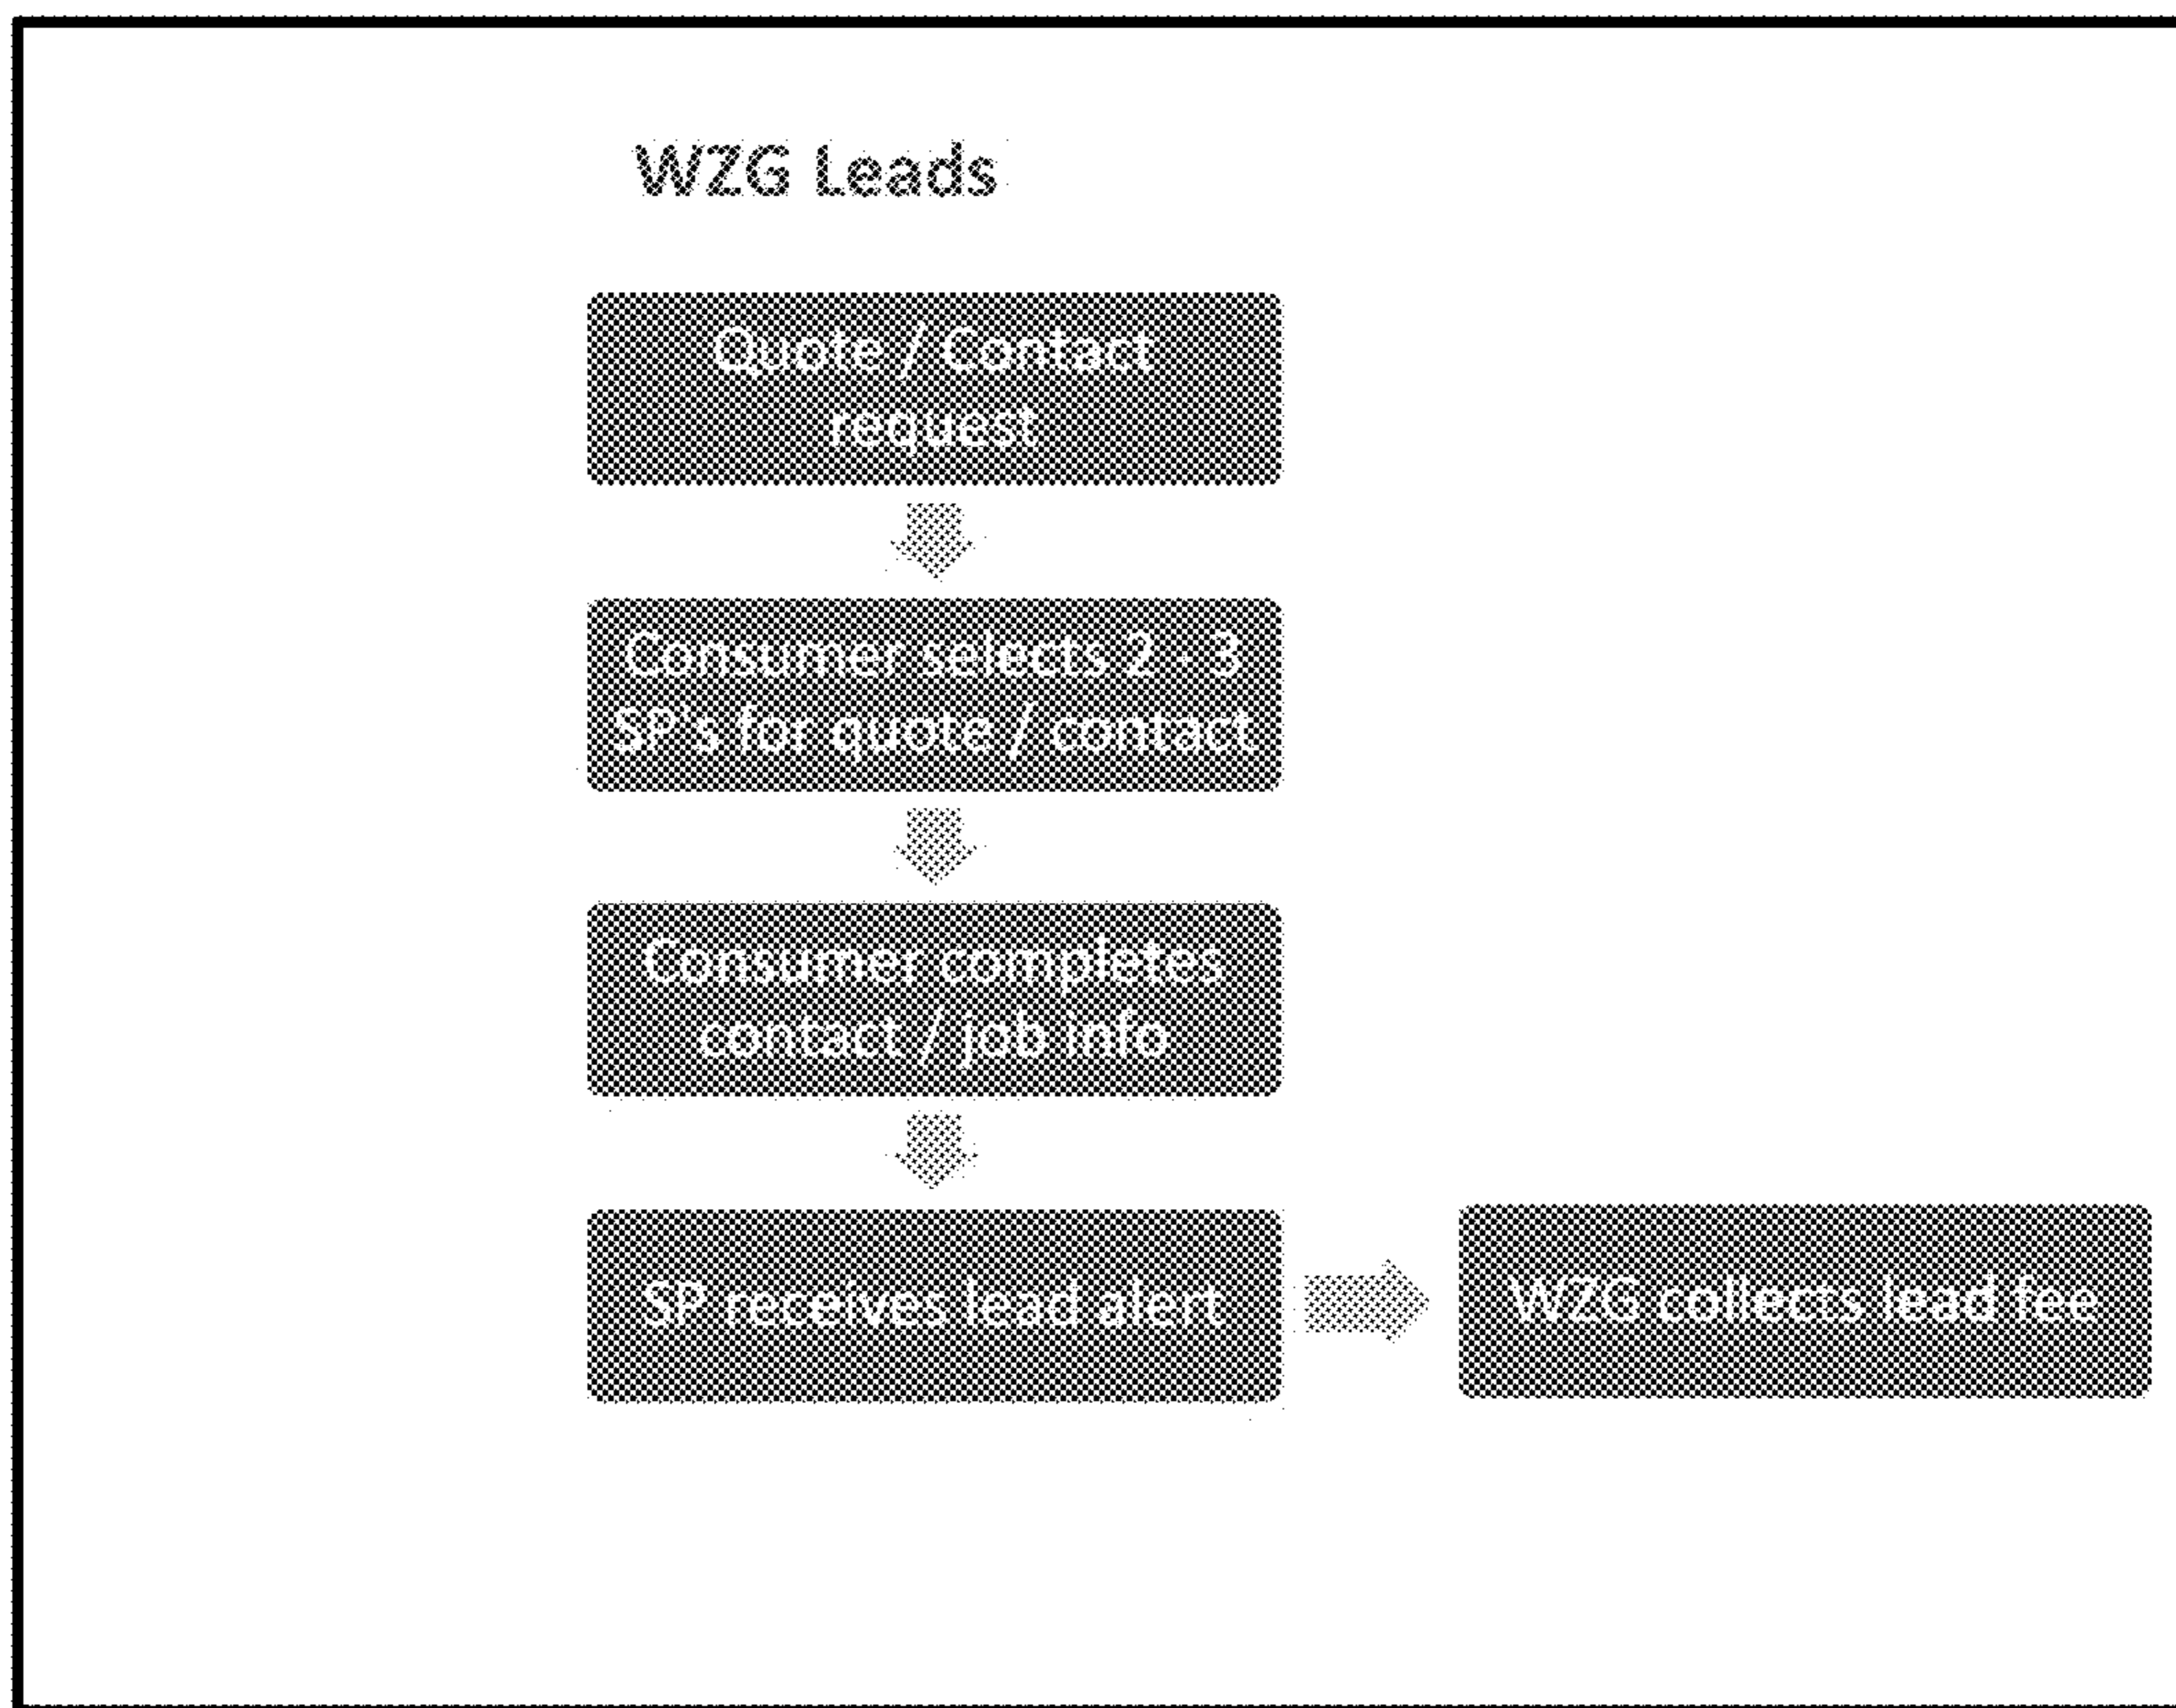 WZG Leads
Quote / Contact
request
Consumer selects 2 - 3
SP's for quote / contact
Consumer completes
contact / job info
SP receives lead alert
WZG collects lead fee